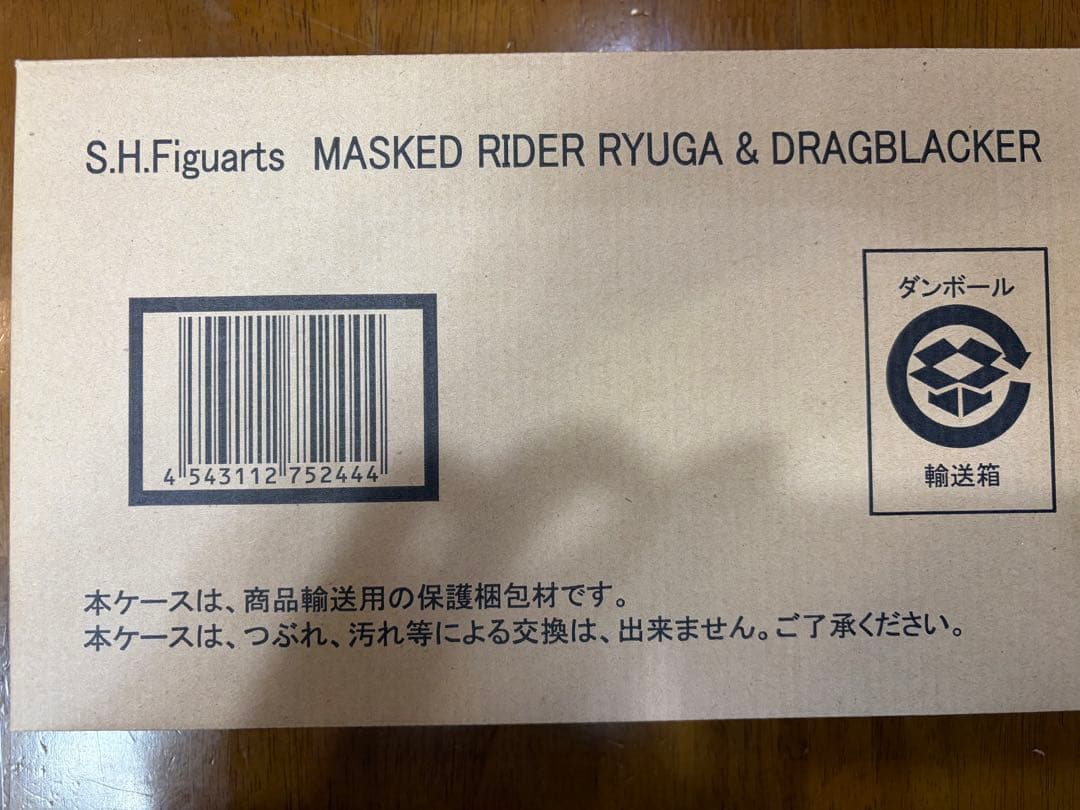 S.H.Figuarts MASKED RIDER RYUGA & DRAGBLACKER
ダンボール
輸送箱
4 543112 752444
本ケースは、商品輸送用の保護梱包材です。
本ケースは、つぶれ、汚れ等による交換は、出来ません。ご了承ください。